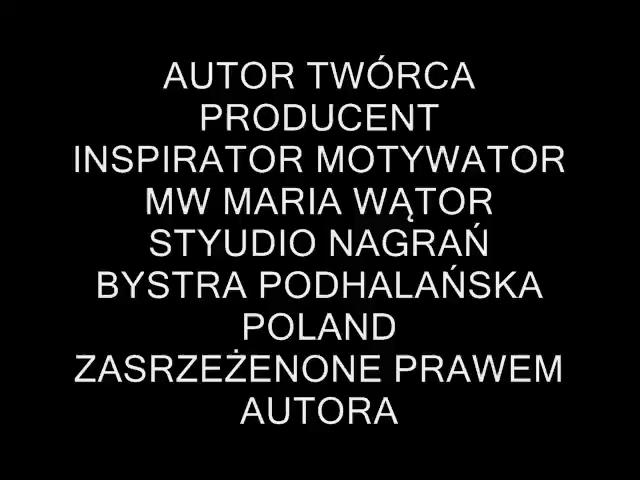 AUTOR TWÓRCA
PRODUCENT
INSPIRATOR MOTYWATOR
MW MARIA WĄTOR
STYUDIO NAGRAŃ
BYSTRA PODHALAŃSKA
POLAND
ZASRZEŻENONE PRAWEM
AUTORA